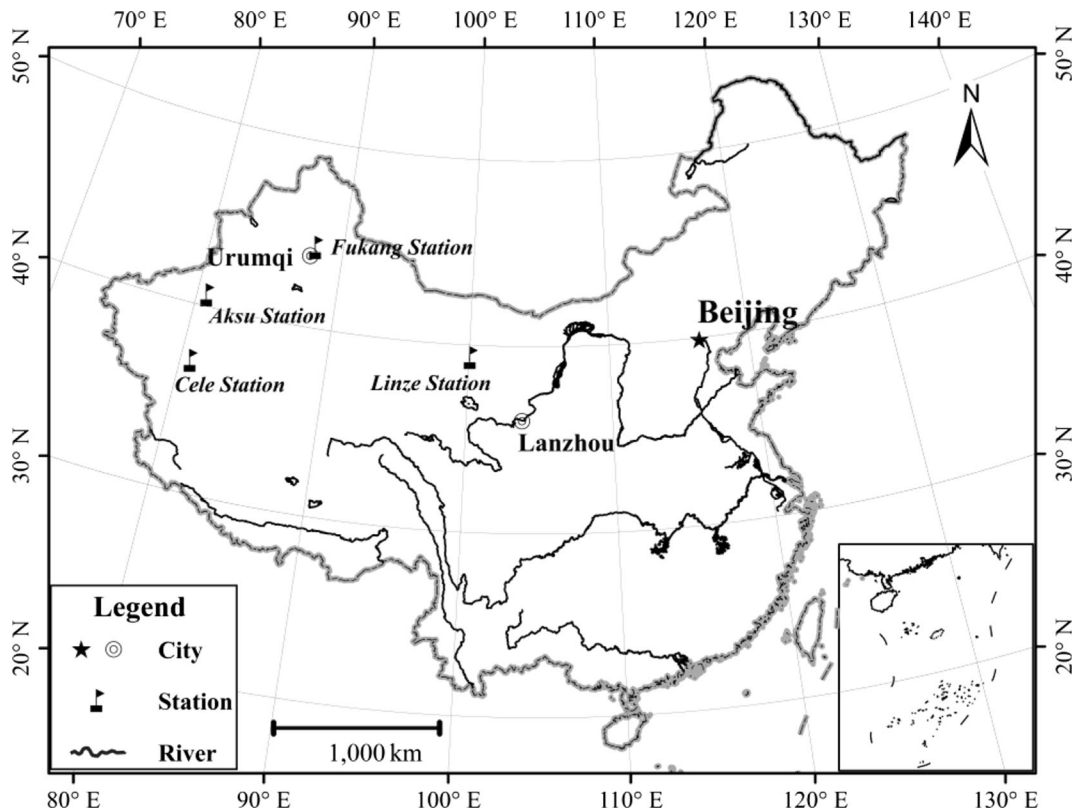 70° E 80° E 90° E 100° E 110° E 120° E 130° E 140° E
50° N
50° N
N
Fukang Station
Urumqi
40° N
40° N
Aksu Station
Beijing
Cele Station
Linze Station
Lanzhou
30° N
30° N
Legend
City
Station
River
20° N
20° N
1,000 km
80° E 90° E 100° E 110° E 120° E 130° E